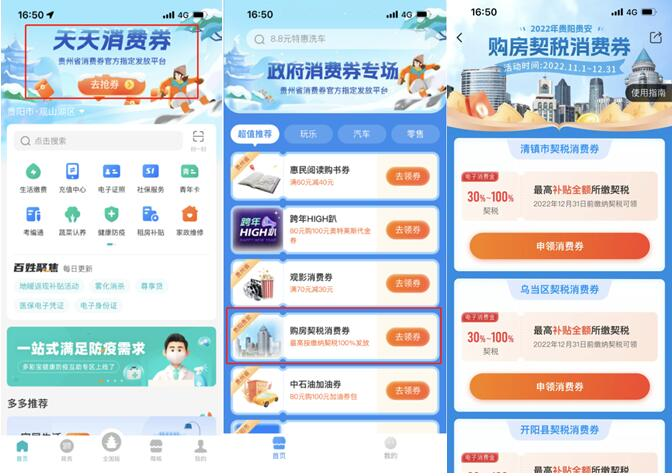 16:50
4G
天天消费券
贵州省消费券官方指定发放平台
去抢券
贵阳市·观山湖区
点击搜索
扫一扫
生活缴费
充值中心
电子证照
社保服务
青年卡
考编通
蔬菜认养
健康防疫
租房补贴
家政维修
百姓聚焦 每日更新
地暖返现补贴活动
雾化消杀
尊享贷
医保电子凭证
电子身份证
一站式满足防疫需求
多彩宝健康防疫互助专区上线了
多多推荐
首页
商城
我的
16:50
4G
8.8元特惠洗车
政府消费券专场
贵州省消费券官方指定发放平台
超值推荐
玩乐
汽车
零售
贵州省
惠民阅读购书券
满60元减40元
去领券
跨年
HIGH趴
HAPPY NEW YEAR
跨年HIGH趴
80元购100元奥特莱斯代金
券
去领券
贵州省
观影消费券
满70元减30元
去领券
贵阳贵安
购房契税消费券
最高按缴纳契税100%发放
去领券
中石油加油券
80元购100元加油券包
去领券
首页
我的
16:50
4G
2022年贵阳贵安
购房契税消费券
活动时间:2022.11.1~12.31
使用指南
清镇市契税消费券
电子消费金
30%~100%
契税
最高补贴全额所缴契税
2022年12月31日前缴纳契税可领
申领消费券
乌当区契税消费券
电子消费金
30%~100%
契税
最高补贴全额所缴契税
2022年12月31日前缴纳契税可领
申领消费券
开阳县契税消费券
电子消费金
最高补贴全额所缴契税